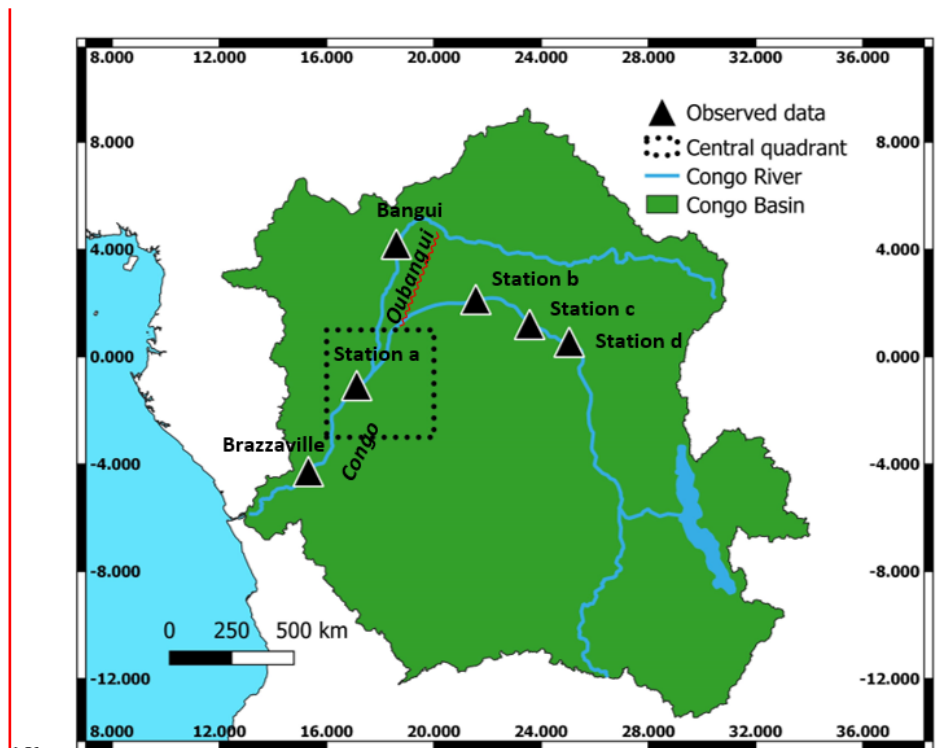 8.000 12.000 16.000 20.000 24.000 28.000 32.000 36.000
Observed data
8.000 8.000
Central quadrant
Congo River
Congo Basin
Bangui
4.000 4.000
Oubangui
Station b
Station c
Station d
0.000 0.000
Station a
Brazzaville
Congo
-4.000 -4.000
-8.000 -8.000
0 250 500 km
-12.000 -12.000
8.000 12.000 16.000 20.000 24.000 28.000 32.000 36.000